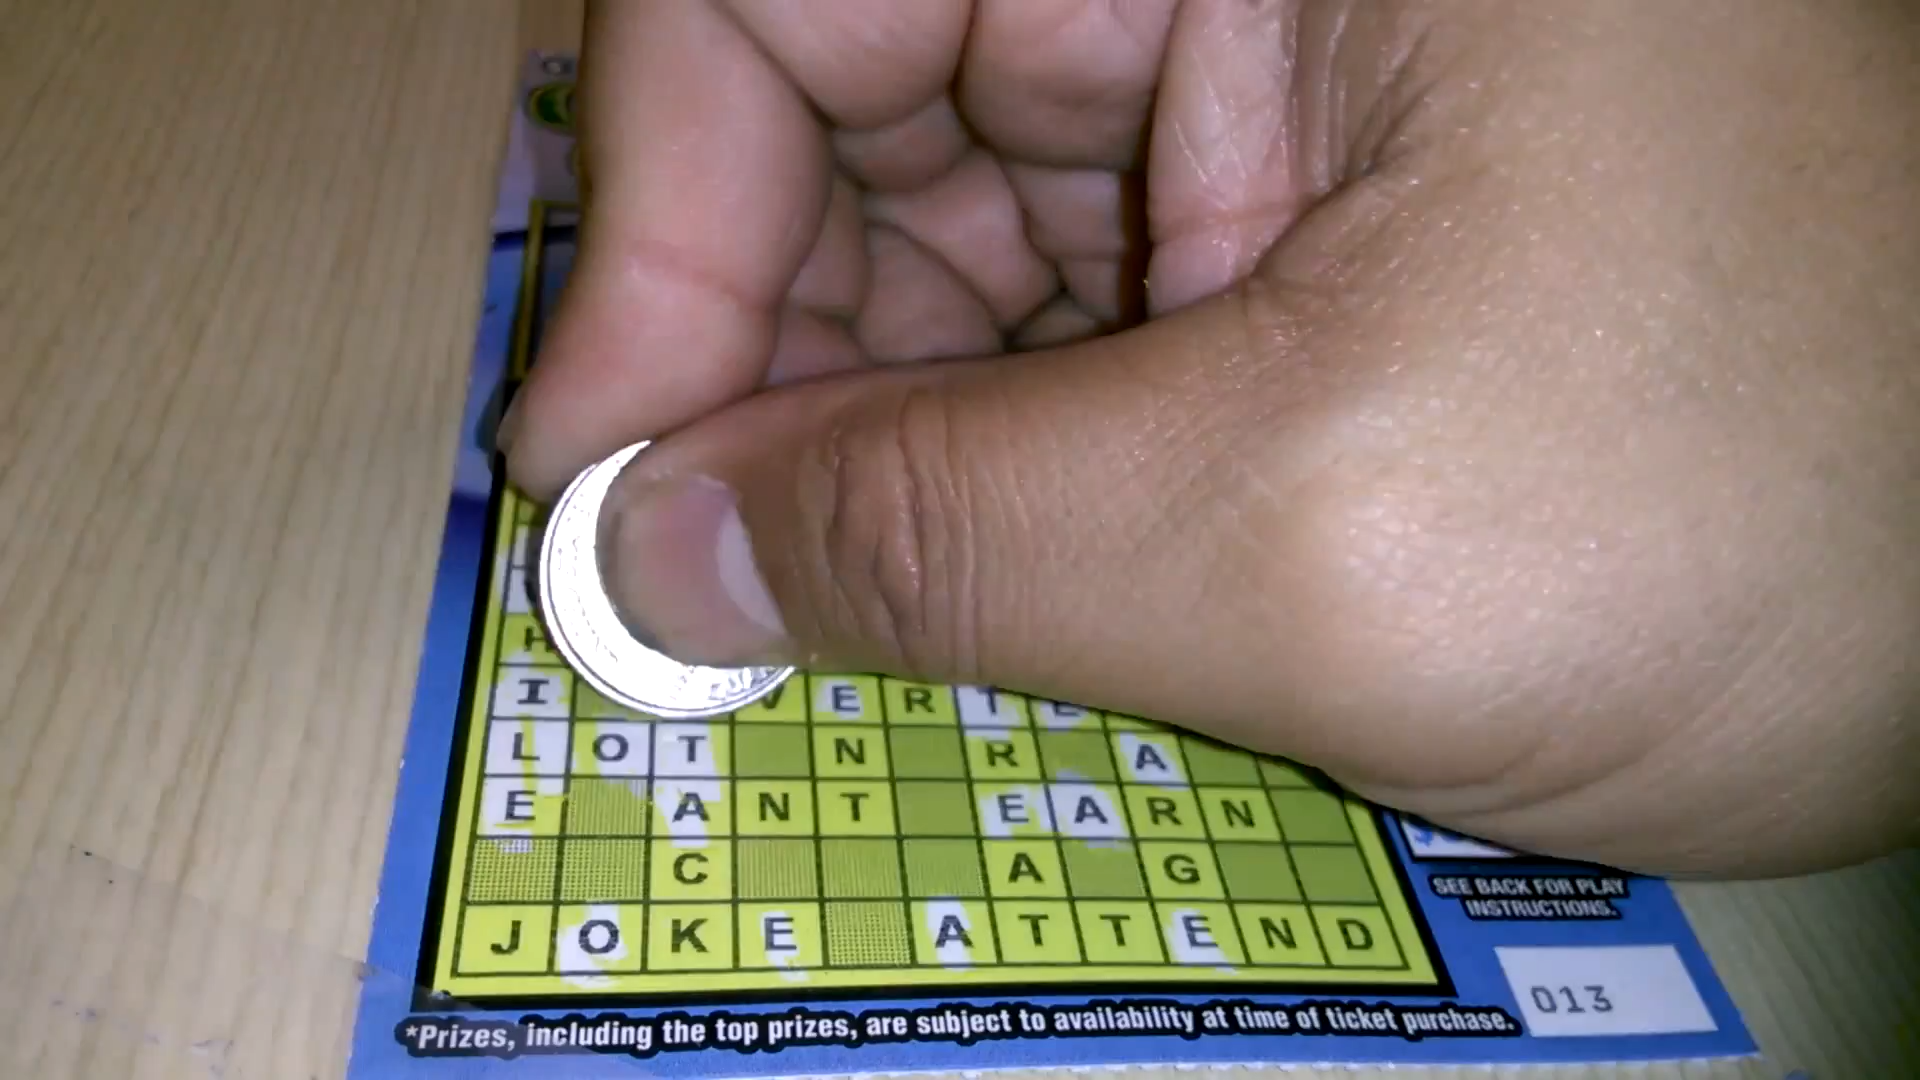 H
I V E R T E
L O T N R A
E A N T E A R N
C A G
J O K E A T T E N D
SEE BACK FOR PLAY
INSTRUCTIONS.
013
*Prizes, including the top prizes, are subject to availability at time of ticket purchase.